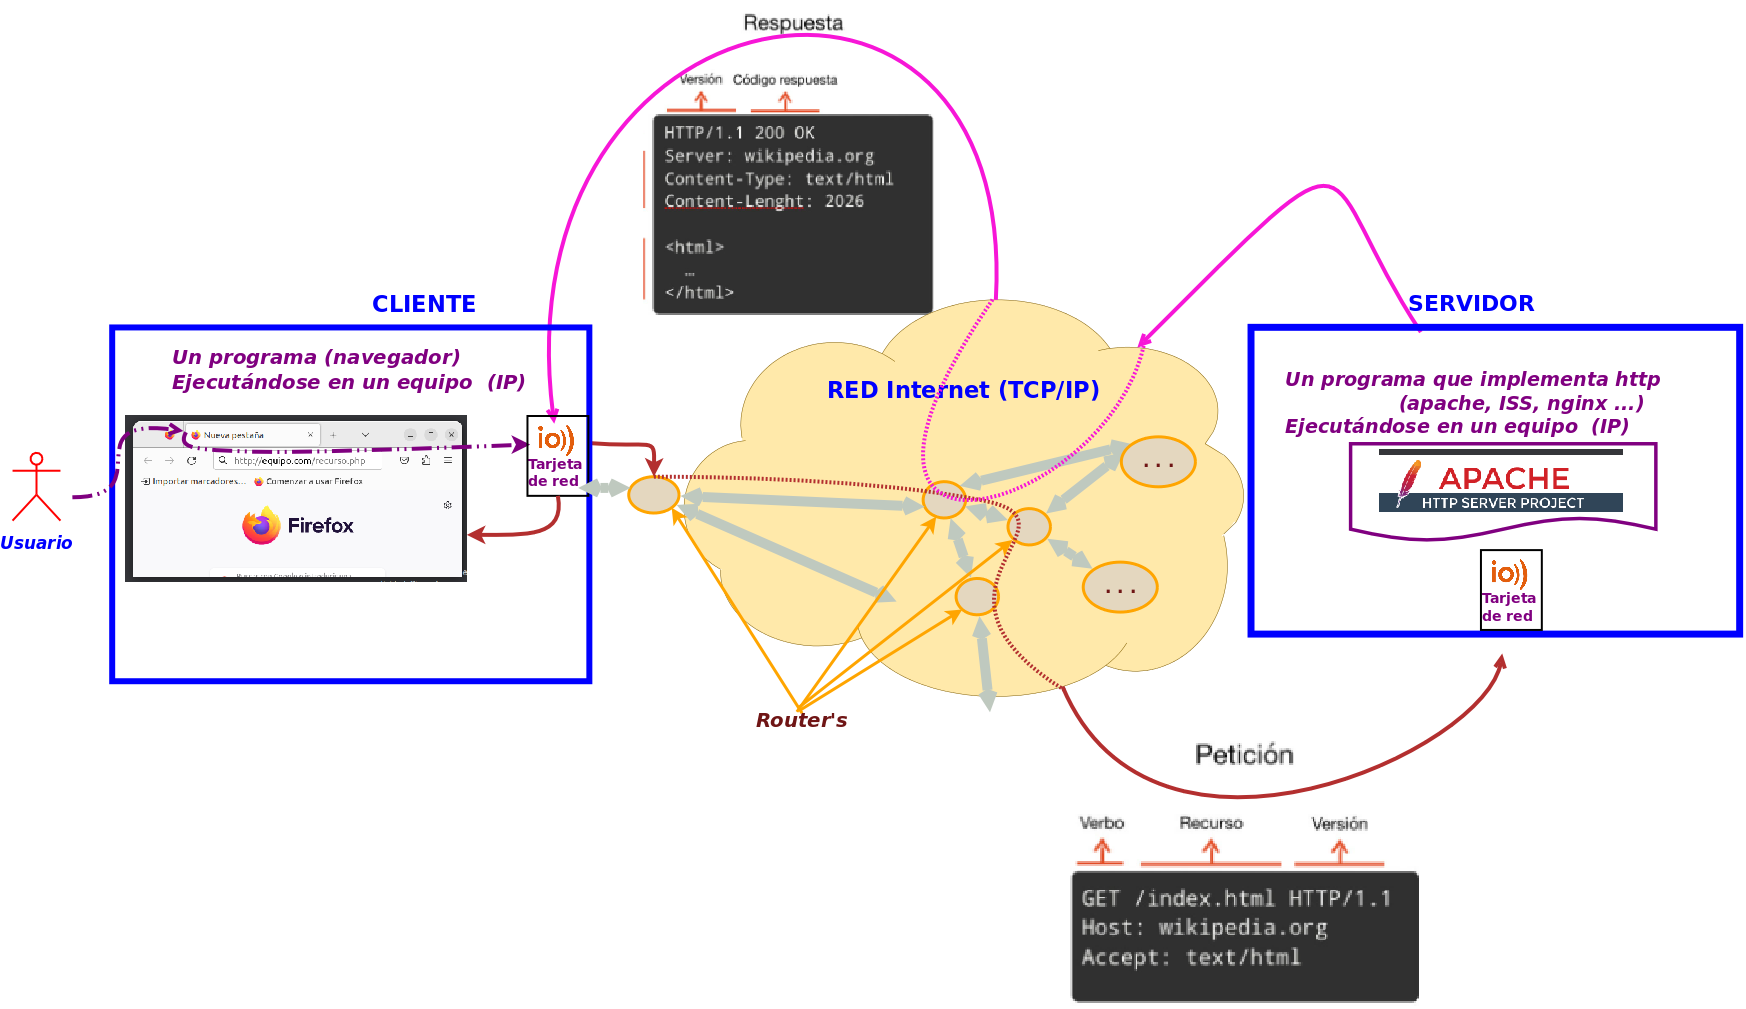 Respuesta
Versión Código respuesta
HTTP/1.1 200 OK
Server: wikipedia.org
Content-Type: text/html
Content-Lenght: 2026
<html>
...
</html>
CLIENTE
Un programa (navegador)
Ejecutándose en un equipo (IP)
Nueva pestaña
http://equipo.com/recurso.php
Importar marcadores... Comenzar a usar Firefox
Firefox
io))
Tarjeta
de red
Usuario
RED Internet (TCP/IP)
...
...
Router's
SERVIDOR
Un programa que implementa http
(apache, ISS, nginx ...)
Ejecutándose en un equipo (IP)
APACHE
HTTP SERVER PROJECT
io))
Tarjeta
de red
Petición
Verbo Recurso Versión
GET /index.html HTTP/1.1
Host: wikipedia.org
Accept: text/html